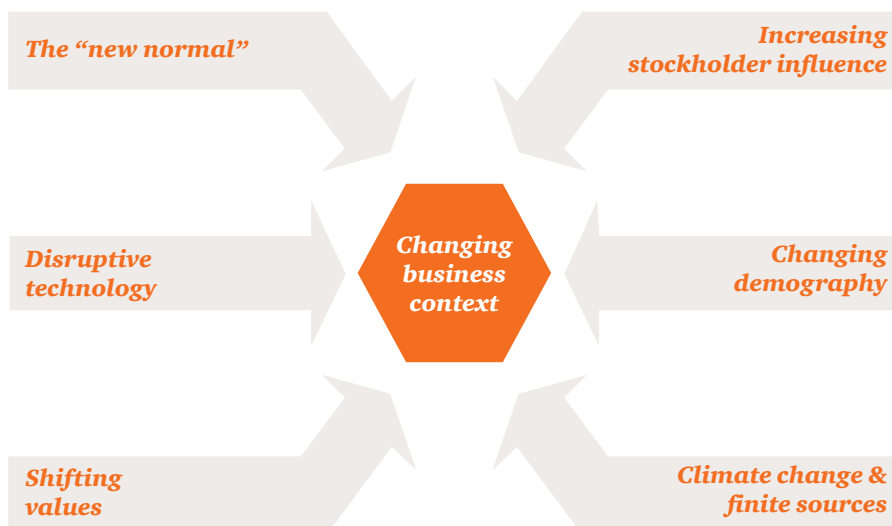 The “new normal”
Increasing
stockholder influence
Disruptive
technology
Changing
business
context
Changing
demography
Shifting
values
Climate change &
finite sources